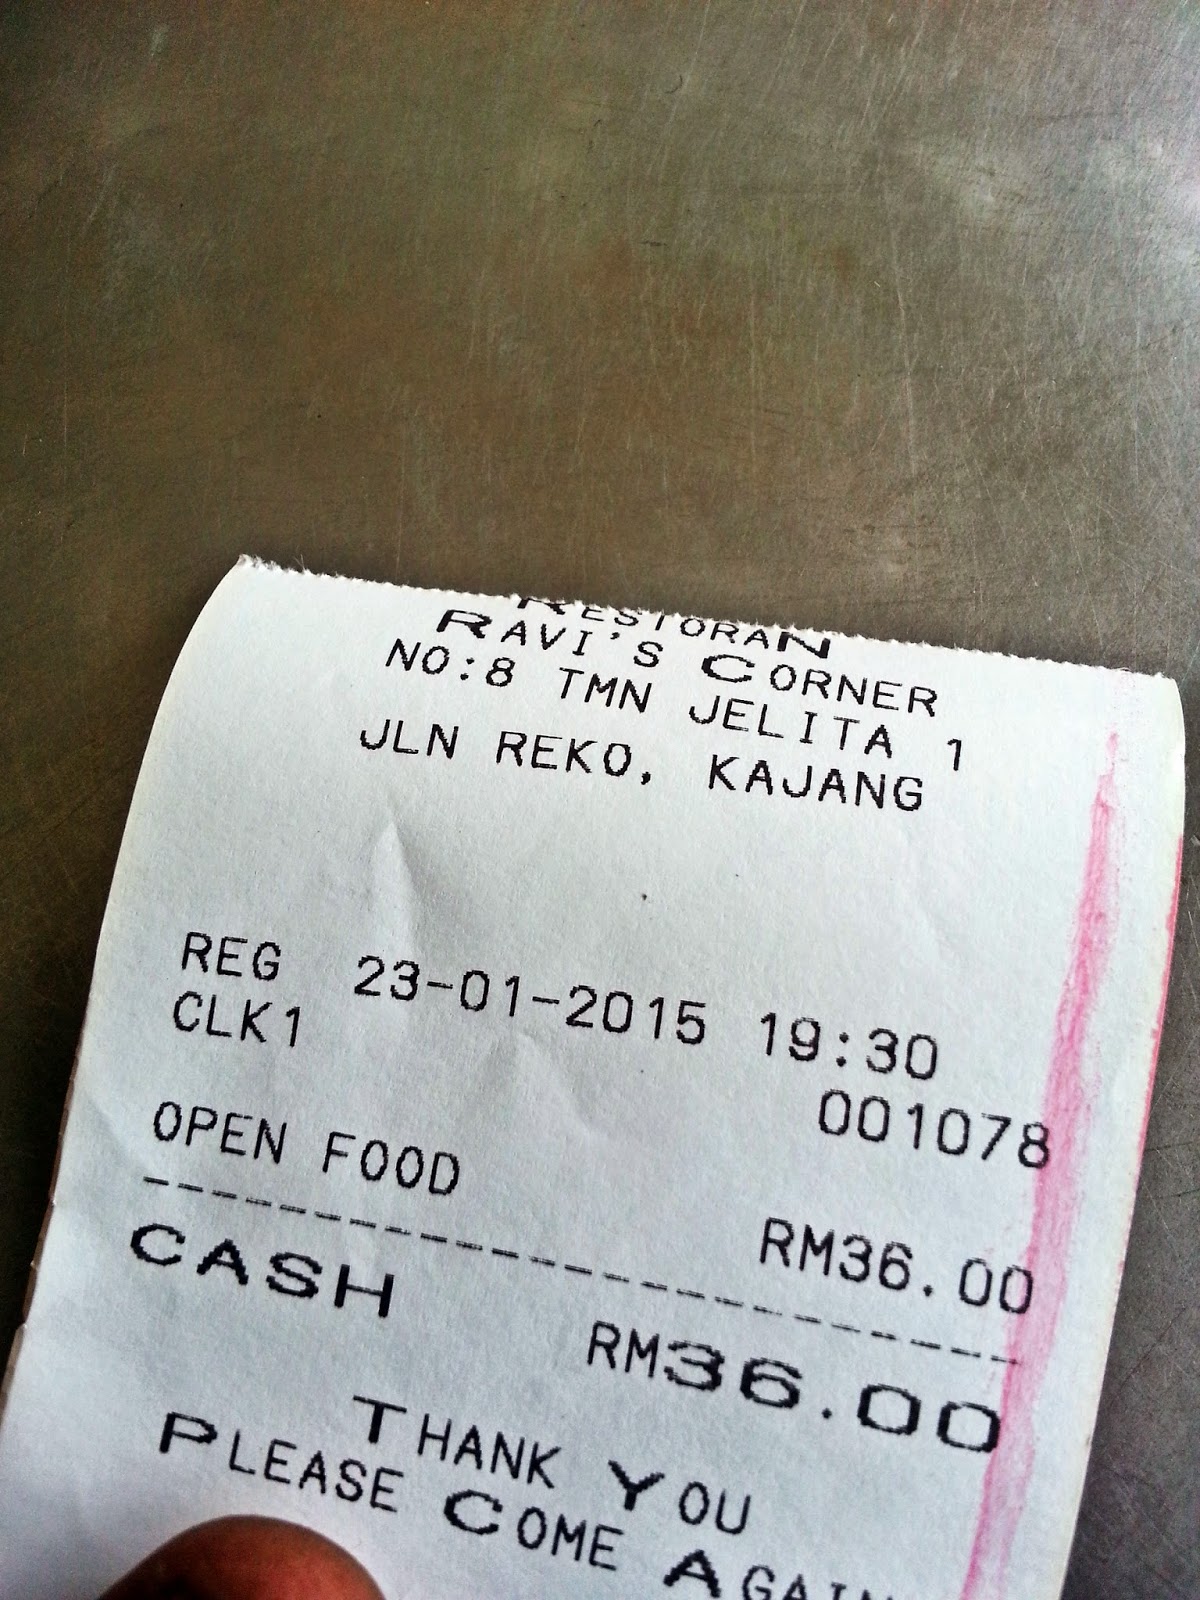 RESTORAN
RAVI'S CORNER
NO:8 TMN JELITA 1
JLN REKO, KAJANG
REG 23-01-2015 19:30
CLK1 001078
OPEN FOOD RM36.00
--------------------------------
CASH RM36.00
THANK YOU
PLEASE COME AGAIN